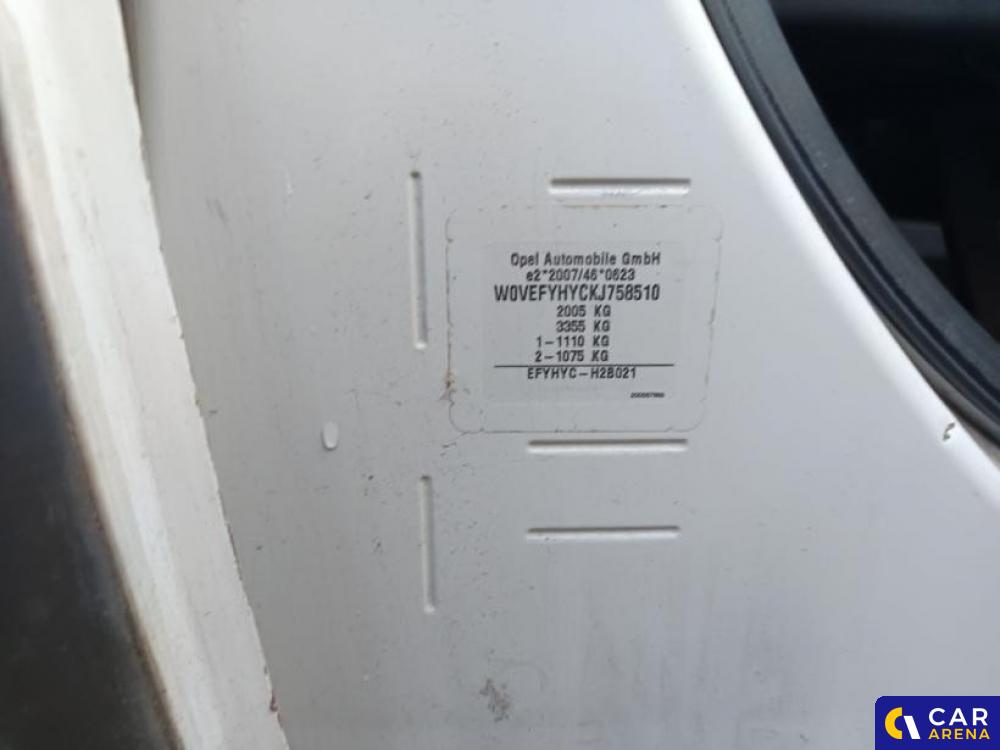 Opel Automobile GmbH
e2*2007/46*0623
W0VEFYHYCKJ758510
2005 KG
3355 KG
1-1110 KG
2-1075 KG
EFYHYC-H2B021
CAR
ARENA